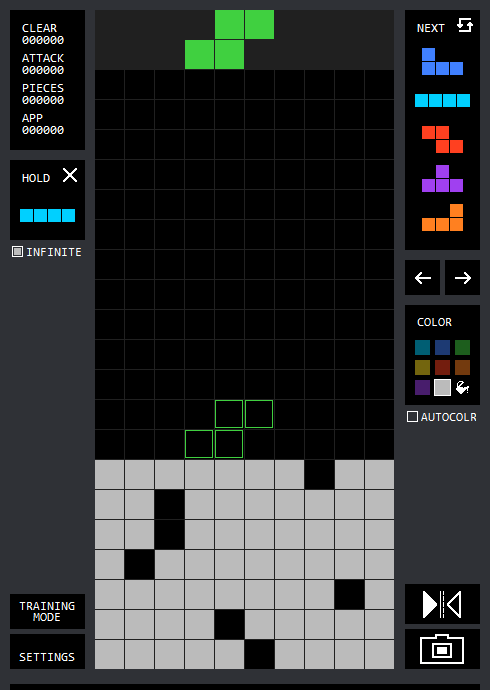 CLEAR
000000
ATTACK
000000
PIECES
000000
APP
000000
HOLD
INFINITE
TRAINING
MODE
SETTINGS
NEXT
COLOR
AUTOCOLR